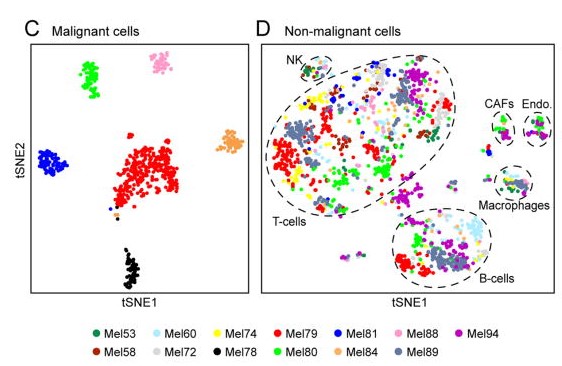 C Malignant cells
D Non-malignant cells
NK
CAFs Endo.
Macrophages
T-cells
B-cells
tSNE2
tSNE1
tSNE1
Mel53 Mel60 Mel74 Mel79 Mel81 Mel88 Mel94
Mel58 Mel72 Mel78 Mel80 Mel84 Mel89